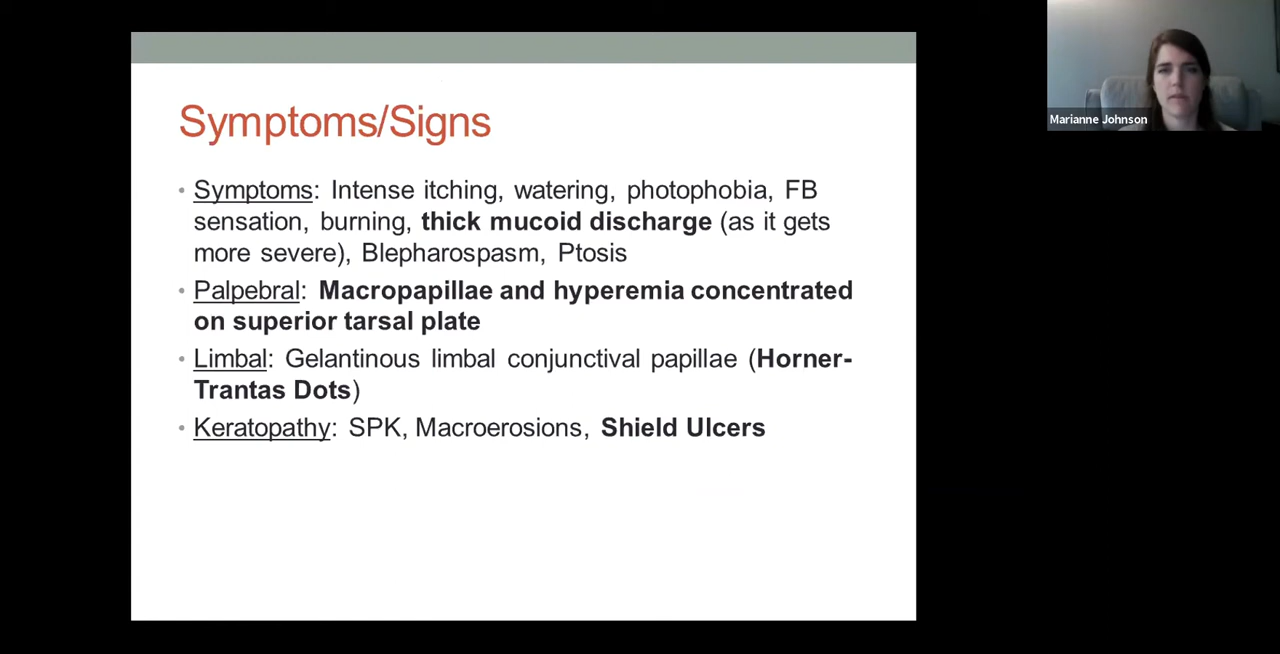 Symptoms/Signs
• Symptoms: Intense itching, watering, photophobia, FB
sensation, burning, thick mucoid discharge (as it gets
more severe), Blepharospasm, Ptosis
• Palpebral: Macropapillae and hyperemia concentrated
on superior tarsal plate
• Limbal: Gelantinous limbal conjunctival papillae (Horner-
Trantas Dots)
• Keratopathy: SPK, Macroerosions, Shield Ulcers
Marianne Johnson